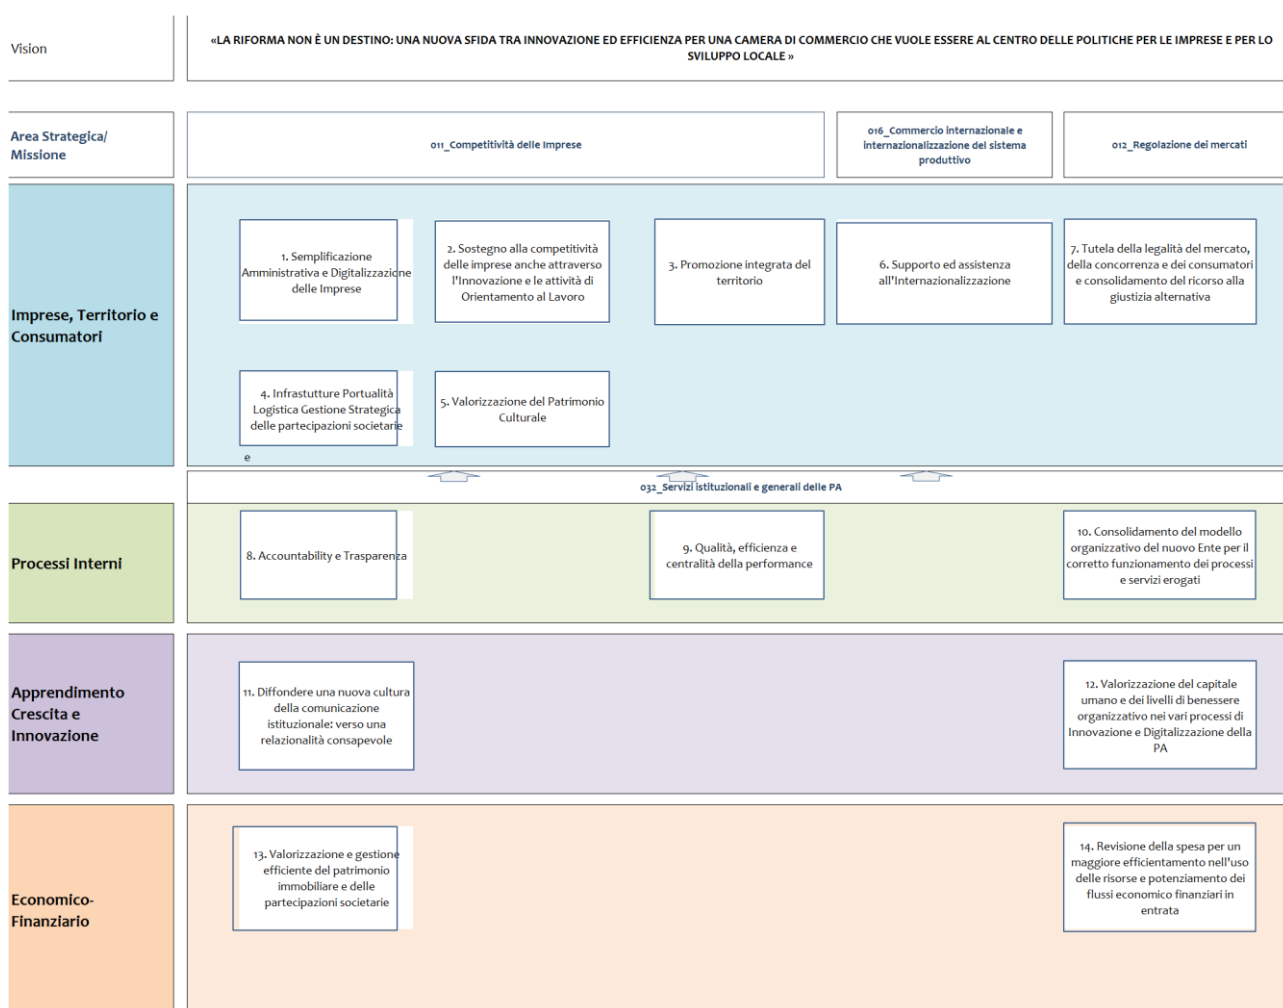 Vision
«LA RIFORMA NON È UN DESTINO: UNA NUOVA SFIDA TRA INNOVAZIONE ED EFFICIENZA PER UNA CAMERA DI COMMERCIO CHE VUOLE ESSERE AL CENTRO DELLE POLITICHE PER LE IMPRESE E PER LO
SVILUPPO LOCALE »
Area Strategica/
Missione
011_Competitività delle Imprese
016_Commercio internazionale e
internazionalizzazione del sistema
produttivo
012_Regolazione dei mercati
Imprese, Territorio e
Consumatori
1. Semplificazione
Amministrativa e Digitalizzazione
delle Imprese
2. Sostegno alla competitività
delle imprese anche attraverso
l'Innovazione e le attività di
Orientamento al Lavoro
3. Promozione integrata del
territorio
6. Supporto ed assistenza
all'Internazionalizzazione
7. Tutela della legalità del mercato,
della concorrenza e dei consumatori
e consolidamento del ricorso alla
giustizia alternativa
4. Infrastutture Portualità
Logistica Gestione Strategica
delle partecipazioni societarie
e
5. Valorizzazione del Patrimonio
Culturale
032_Servizi istituzionali e generali delle PA
Processi Interni
8. Accountability e Trasparenza
9. Qualità, efficienza e
centralità della performance
10. Consolidamento del modello
organizzativo del nuovo Ente per il
corretto funzionamento dei processi
e servizi erogati
Apprendimento
Crescita e
Innovazione
11. Diffondere una nuova cultura
della comunicazione
istituzionale: verso una
relazionalità consapevole
12. Valorizzazione del capitale
umano e dei livelli di benessere
organizzativo nei vari processi di
Innovazione e Digitalizzazione della
PA
Economico-
Finanziario
13. Valorizzazione e gestione
efficiente del patrimonio
immobiliare e delle
partecipazioni societarie
14. Revisione della spesa per un
maggiore efficientamento nell'uso
delle risorse e potenziamento dei
flussi economico finanziari in
entrata